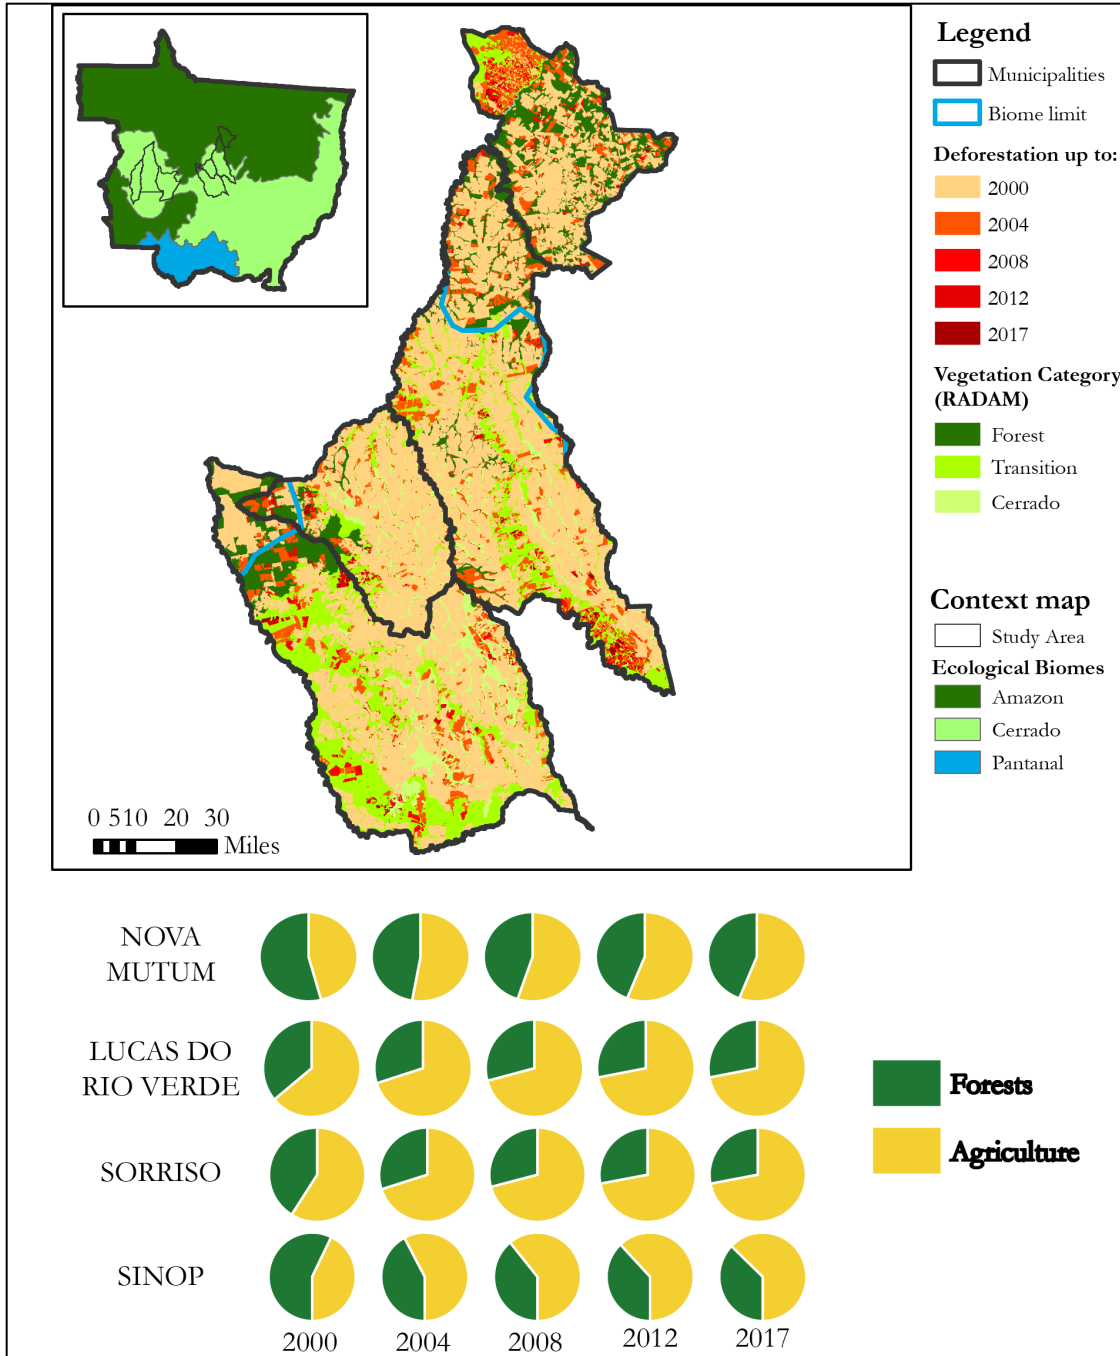 Legend
Municipalities
Biome limit
Deforestation up to:
2000
2004
2008
2012
2017
Vegetation Category
(RADAM)
Forest
Transition
Cerrado
Context map
Study Area
Ecological Biomes
Amazon
Cerrado
Pantanal
0 510 20 30
Miles
NOVA
MUTUM
LUCAS DO
RIO VERDE
SORRISO
SINOP
2000 2004 2008 2012 2017
Forests
Agriculture